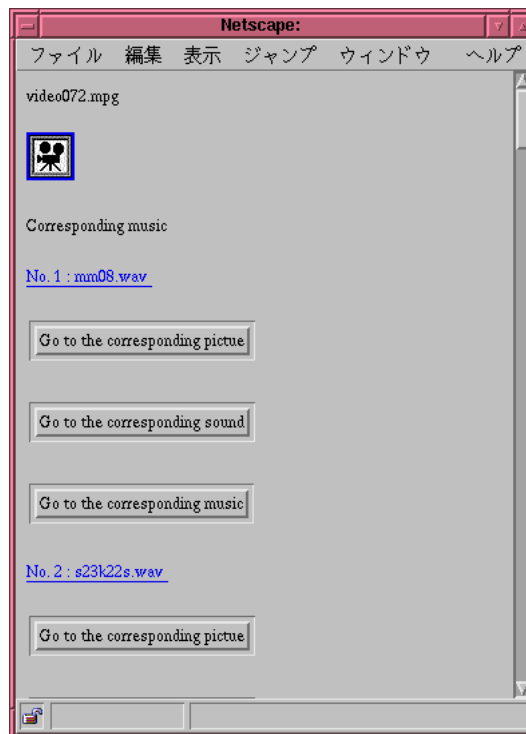 Netscape:
ファイル 編集 表示 ジャンプ ウィンドウ ヘルプ
video072.mpg
Corresponding music
No. 1 : mm08.wav
Go to the corresponding pictue
Go to the corresponding sound
Go to the corresponding music
No. 2 : s23k22s.wav
Go to the corresponding pictue